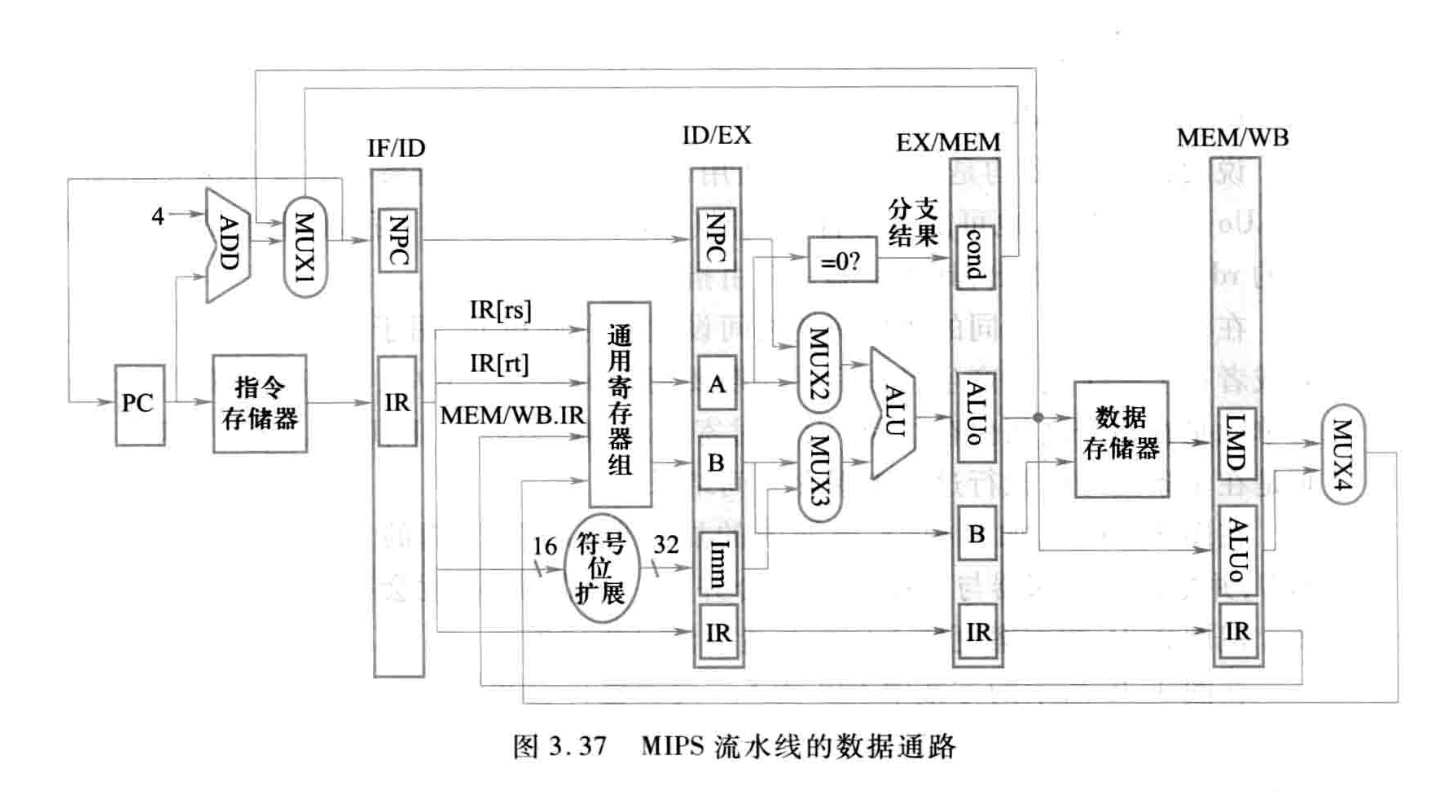 IF/ID
ID/EX
EX/MEM
MEM/WB
4
ADD
MUX1
NPC
NPC
=0?
分支
结果
cond
PC
指令
存储器
IR
IR[rs]
IR[rt]
MEM/WB.IR
通用寄存器组
A
B
MUX2
MUX3
ALU
ALUo
数据
存储器
LMD
MUX4
16
符号
位
扩展
32
Imm
B
ALUo
IR
IR
IR
图 3.37 MIPS 流水线的数据通路